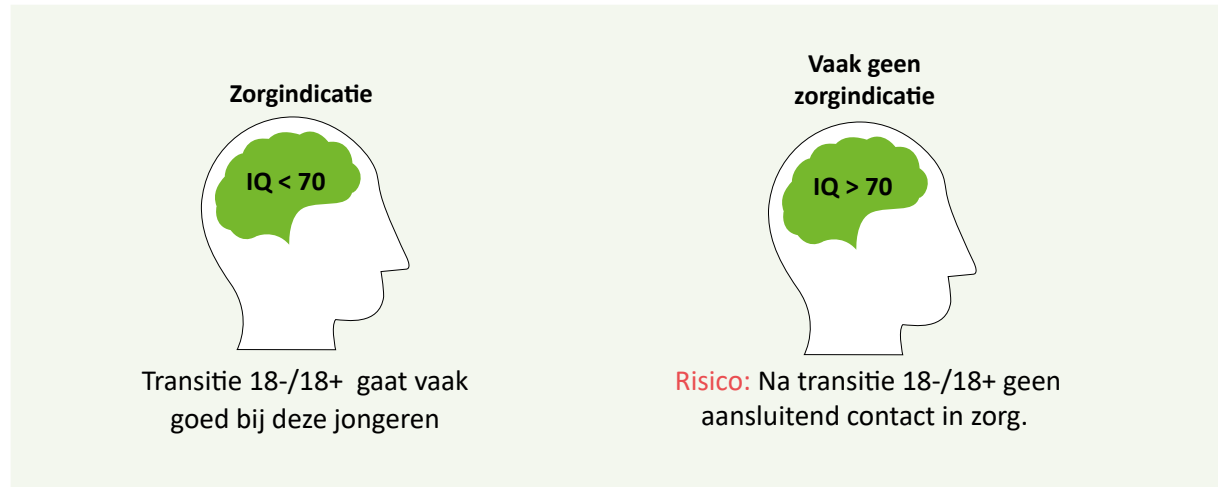 Zorgindicatie
IQ < 70
Transitie 18-/18+ gaat vaak
goed bij deze jongeren
Vaak geen
zorgindicatie
IQ > 70
Risico: Na transitie 18-/18+ geen
aansluitend contact in zorg.